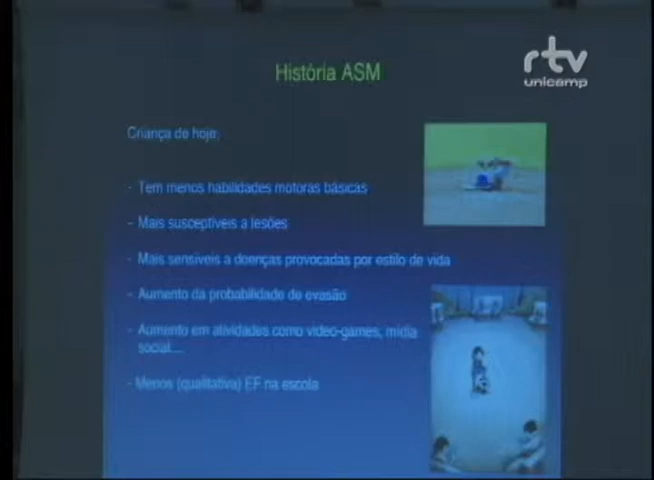 História ASM
rtv
unicamp
Criança de hoje:
- Tem menos habilidades motoras básicas
- Mais susceptíveis a lesões
- Mais sensíveis a doenças provocadas por estilo de vida
- Aumento da probabilidade de evasão
- Aumento em atividades como video-games, mídia
social....
- Menos (qualitativa) EF na escola